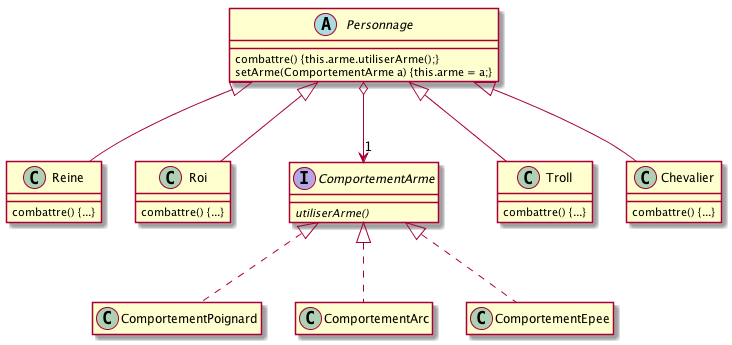 A Personnage
combattre() {this.arme.utiliserArme();}
setArme(ComportementArme a) {this.arme = a;}
1
C Reine
combattre() {...}
C Roi
combattre() {...}
I ComportementArme
utiliserArme()
C Troll
combattre() {...}
C Chevalier
combattre() {...}
C ComportementPoignard
C ComportementArc
C ComportementEpee